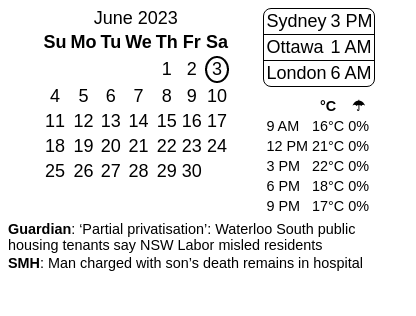 June 2023
Su Mo Tu We Th Fr Sa
1 2 3
4 5 6 7 8 9 10
11 12 13 14 15 16 17
18 19 20 21 22 23 24
25 26 27 28 29 30
Sydney 3 PM
Ottawa 1 AM
London 6 AM
°C ☂
9 AM 16°C 0%
12 PM 21°C 0%
3 PM 22°C 0%
6 PM 18°C 0%
9 PM 17°C 0%
Guardian: ‘Partial privatisation’: Waterloo South public
housing tenants say NSW Labor misled residents
SMH: Man charged with son’s death remains in hospital